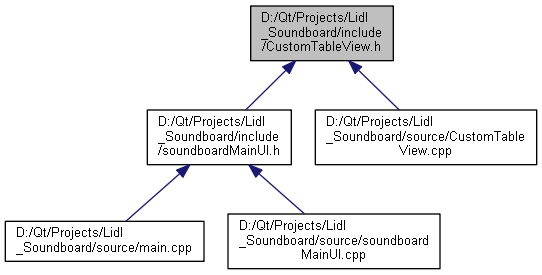 D:/Qt/Projects/Lidl
_Soundboard/include
/CustomTableView.h
D:/Qt/Projects/Lidl
_Soundboard/include
/soundboardMainUI.h
D:/Qt/Projects/Lidl
_Soundboard/source/CustomTable
View.cpp
D:/Qt/Projects/Lidl
_Soundboard/source/main.cpp
D:/Qt/Projects/Lidl
_Soundboard/source/soundboard
MainUI.cpp